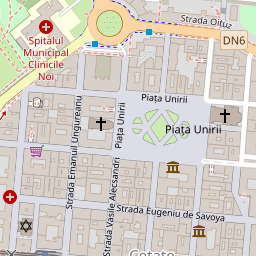 Strada Oituz
Spitalul
Municipal
Clinicile
Noi
DN6
Piața Unirii
Piața Unirii
Piața Unirii
Strada Emanuil Ungureanu
Strada Vasile Alecsandri
Strada Eugeniu de Savoya
Cetate